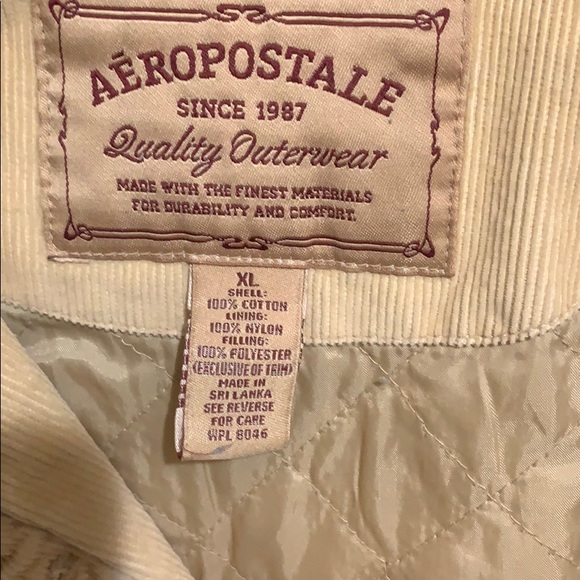 AÉROPOSTALE
SINCE 1987
Quality Outerwear
MADE WITH THE FINEST MATERIALS
FOR DURABILITY AND COMFORT.
XL
SHELL:
100% COTTON
LINING:
100% NYLON
FILLING:
100% POLYESTER
(EXCLUSIVE OF TRIM)
MADE IN
SRI LANKA
SEE REVERSE
FOR CARE
WPL 8046